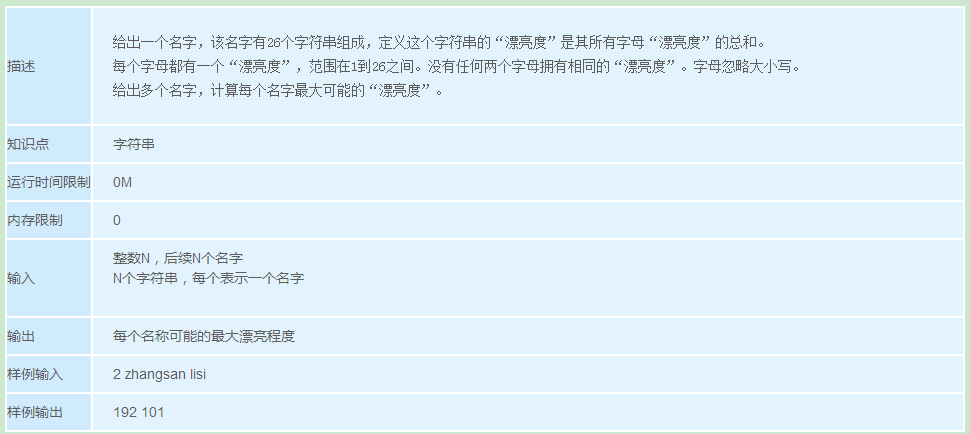 描述
给出一个名字，该名字有26个字符串组成，定义这个字符串的“漂亮度”是其所有字母“漂亮度”的总和。
每个字母都有一个“漂亮度”，范围在1到26之间。没有任何两个字母拥有相同的“漂亮度”。字母忽略大小写。
给出多个名字，计算每个名字最大可能的“漂亮度”。
知识点 字符串
运行时间限制 0M
内存限制 0
输入
整数N，后续N个名字
N个字符串，每个表示一个名字
输出 每个名称可能的最大漂亮程度
样例输入 2 zhangsan lisi
样例输出 192 101